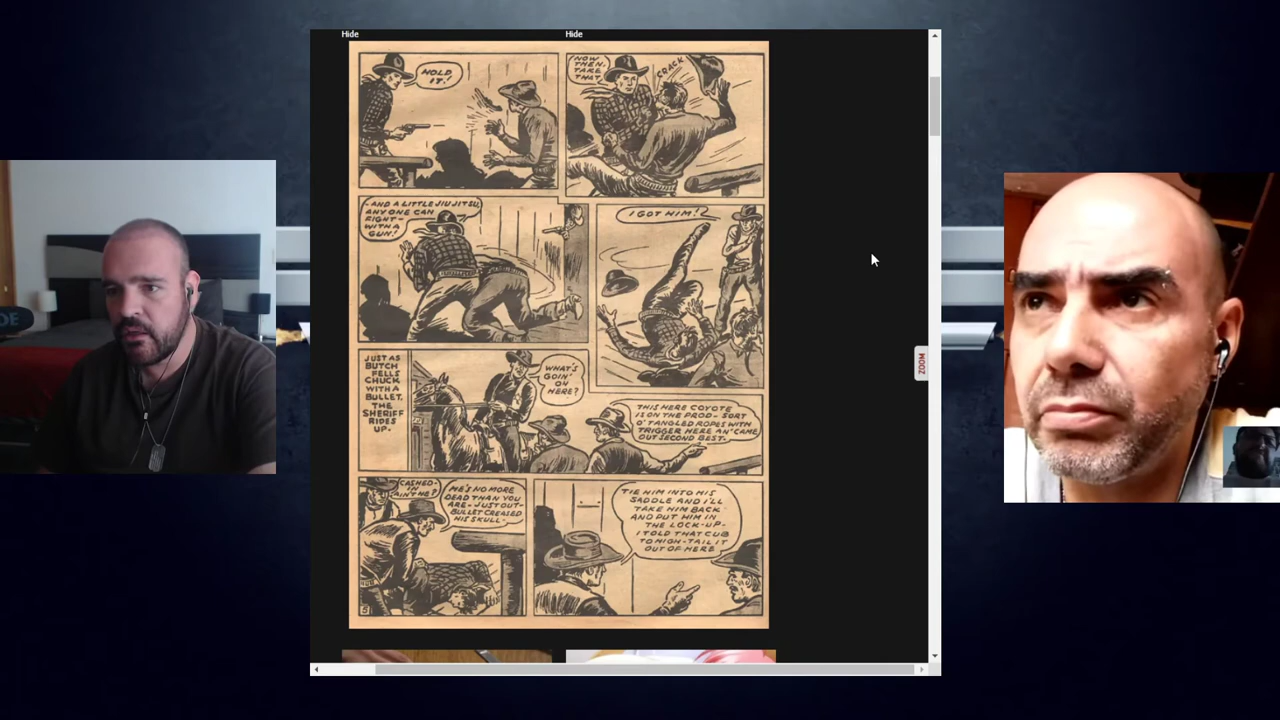 Hide
Hide
HOLD
IT!
NOW
THEN-
TAKE
THAT
CRACK
-AND A LITTLE JIU JITSU,
ANY ONE CAN
FIGHT-
WITH A
GUN!
I GOT HIM!
JUST AS
BUTCH
FELLS
CHUCK
WITH A
BULLET,
THE
SHERIFF
RIDES
UP-
WHAT'S
GOIN'
ON
HERE?
THIS HERE COYOTE
IS ON THE PROD- SORT
O' TANGLED ROPES WITH
TRIGGER HERE AN' CAME
OUT SECOND BEST-
CASHED-
IN
AIN'T HE?
HE'S NO MORE
DEAD THAN YOU
ARE- JUST OUT-
BULLET CREASED
HIS SKULL-
TIE HIM INTO HIS
SADDLE AND I'LL
TAKE HIM BACK
AND PUT HIM IN
THE LOCK-UP-
I TOLD THAT CUB
TO HIGH-TAIL IT
OUT OF HERE
ZOOM
DE